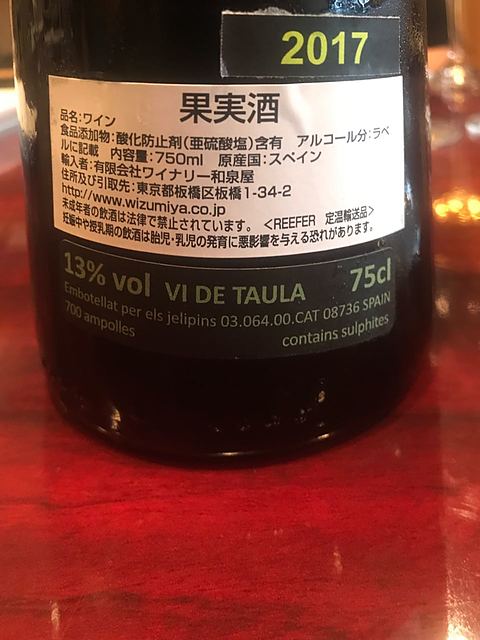 2017
果実酒
品名:ワイン
食品添加物:酸化防止剤(亜硫酸塩)含有 アルコール分:ラベ
ルに記載 内容量:750ml 原産国:スペイン
輸入者:有限会社ワイナリー和泉屋
住所及び引取先:東京都板橋区板橋1-34-2
http://www.wizumiya.co.jp
未成年者の飲酒は法律で禁止されています。 <REEFER 定温輸送品>
妊娠中や授乳期の飲酒は胎児・乳児の発育に悪影響を与える恐れがあります。
13% vol VI DE TAULA 75cl
Embotellat per els jelipins 03.064.00.CAT 08736 SPAIN
700 ampolles
contains sulphites